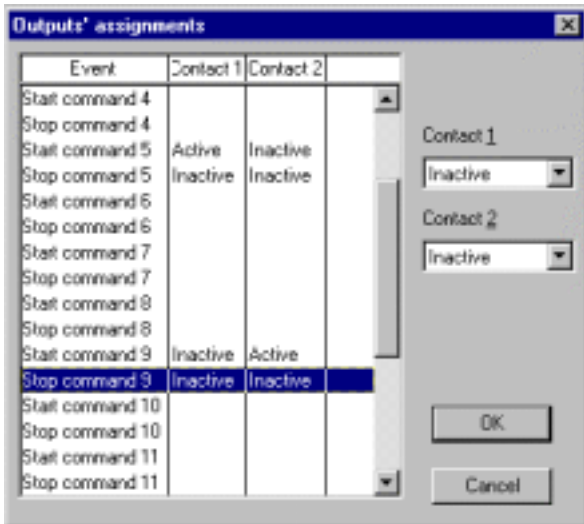 Outputs' assignments
Event Contact 1 Contact 2
Start command 4
Stop command 4
Start command 5 Active Inactive
Stop command 5 Inactive Inactive
Start command 6
Stop command 6
Start command 7
Stop command 7
Start command 8
Stop command 8
Start command 9 Inactive Active
Stop command 9 Inactive Inactive
Start command 10
Stop command 10
Start command 11
Stop command 11
Contact 1
Inactive
Contact 2
Inactive
OK
Cancel